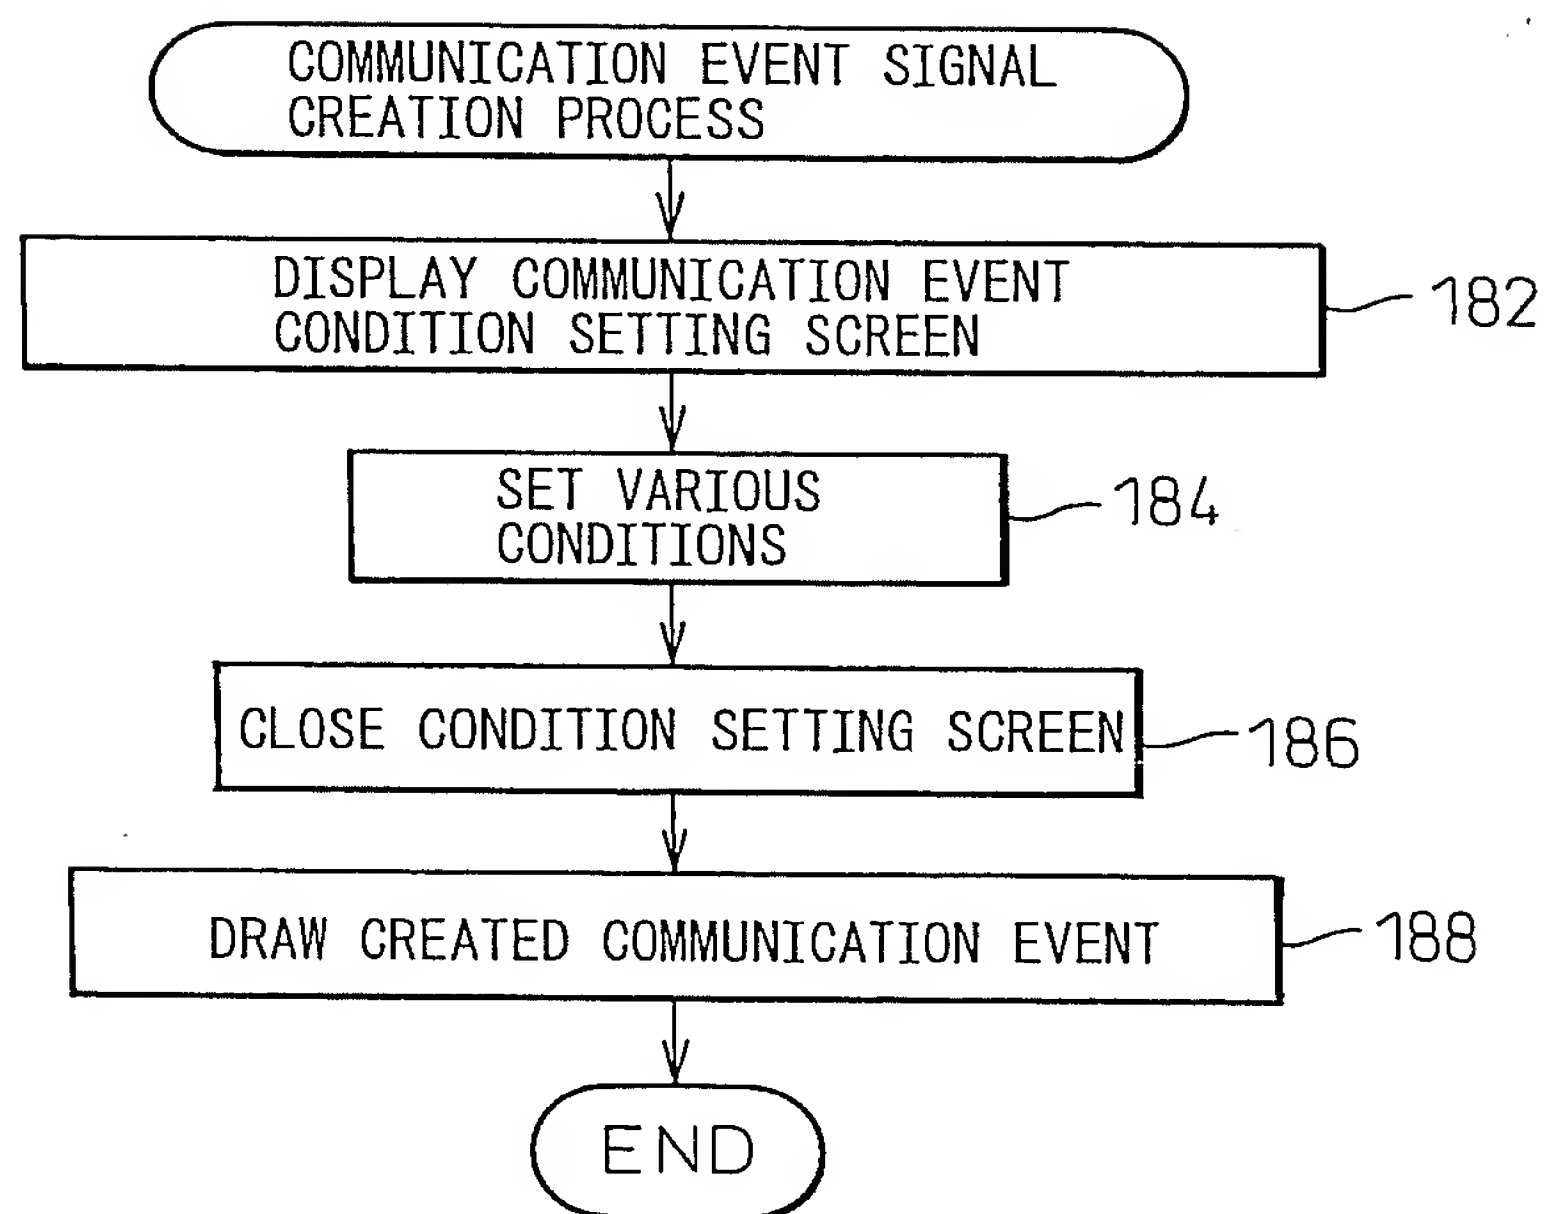 COMMUNICATION EVENT SIGNAL
CREATION PROCESS
DISPLAY COMMUNICATION EVENT
CONDITION SETTING SCREEN
182
SET VARIOUS
CONDITIONS
184
CLOSE CONDITION SETTING SCREEN
186
DRAW CREATED COMMUNICATION EVENT
188
END